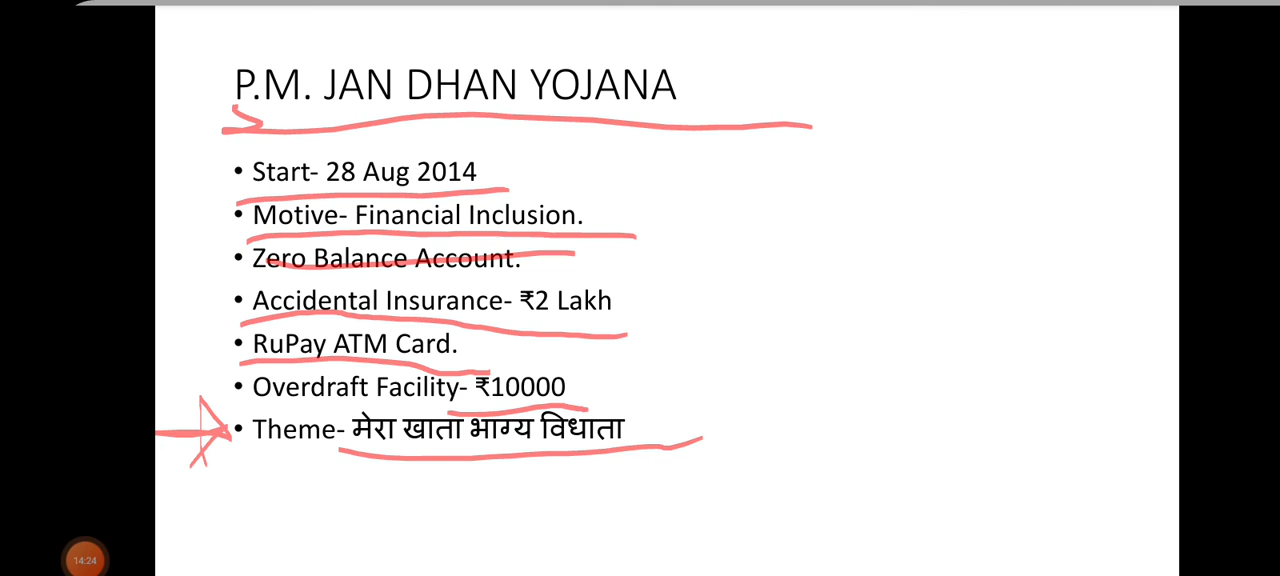 P.M. JAN DHAN YOJANA
• Start- 28 Aug 2014
• Motive- Financial Inclusion.
• Zero Balance Account.
• Accidental Insurance- ₹2 Lakh
• RuPay ATM Card.
• Overdraft Facility- ₹10000
• Theme- मेरा खाता भाग्य विधाता
14:24